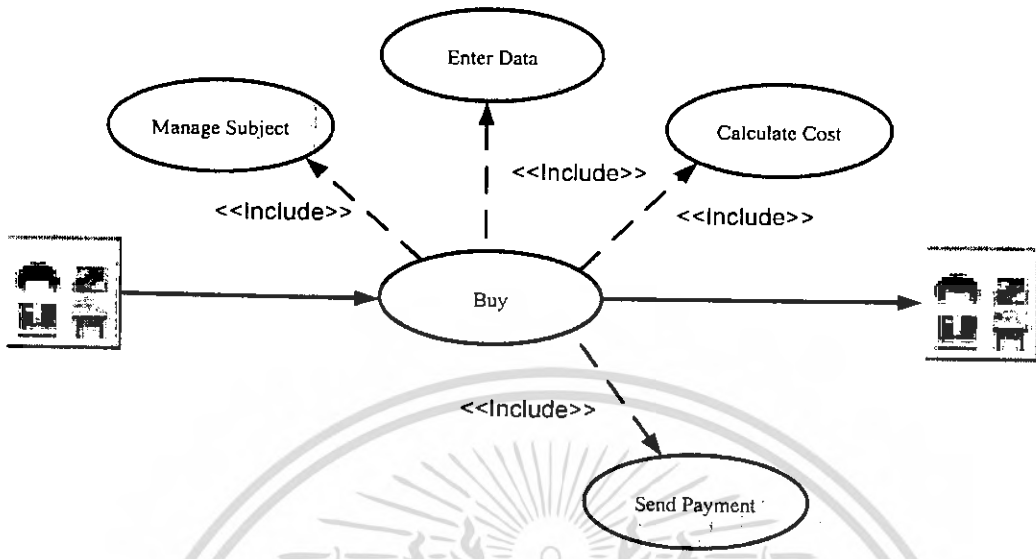 Enter Data
Manage Subject
Calculate Cost
<<Include>>
<<Include>>
<<Include>>
Buy
<<Include>>
Send Payment